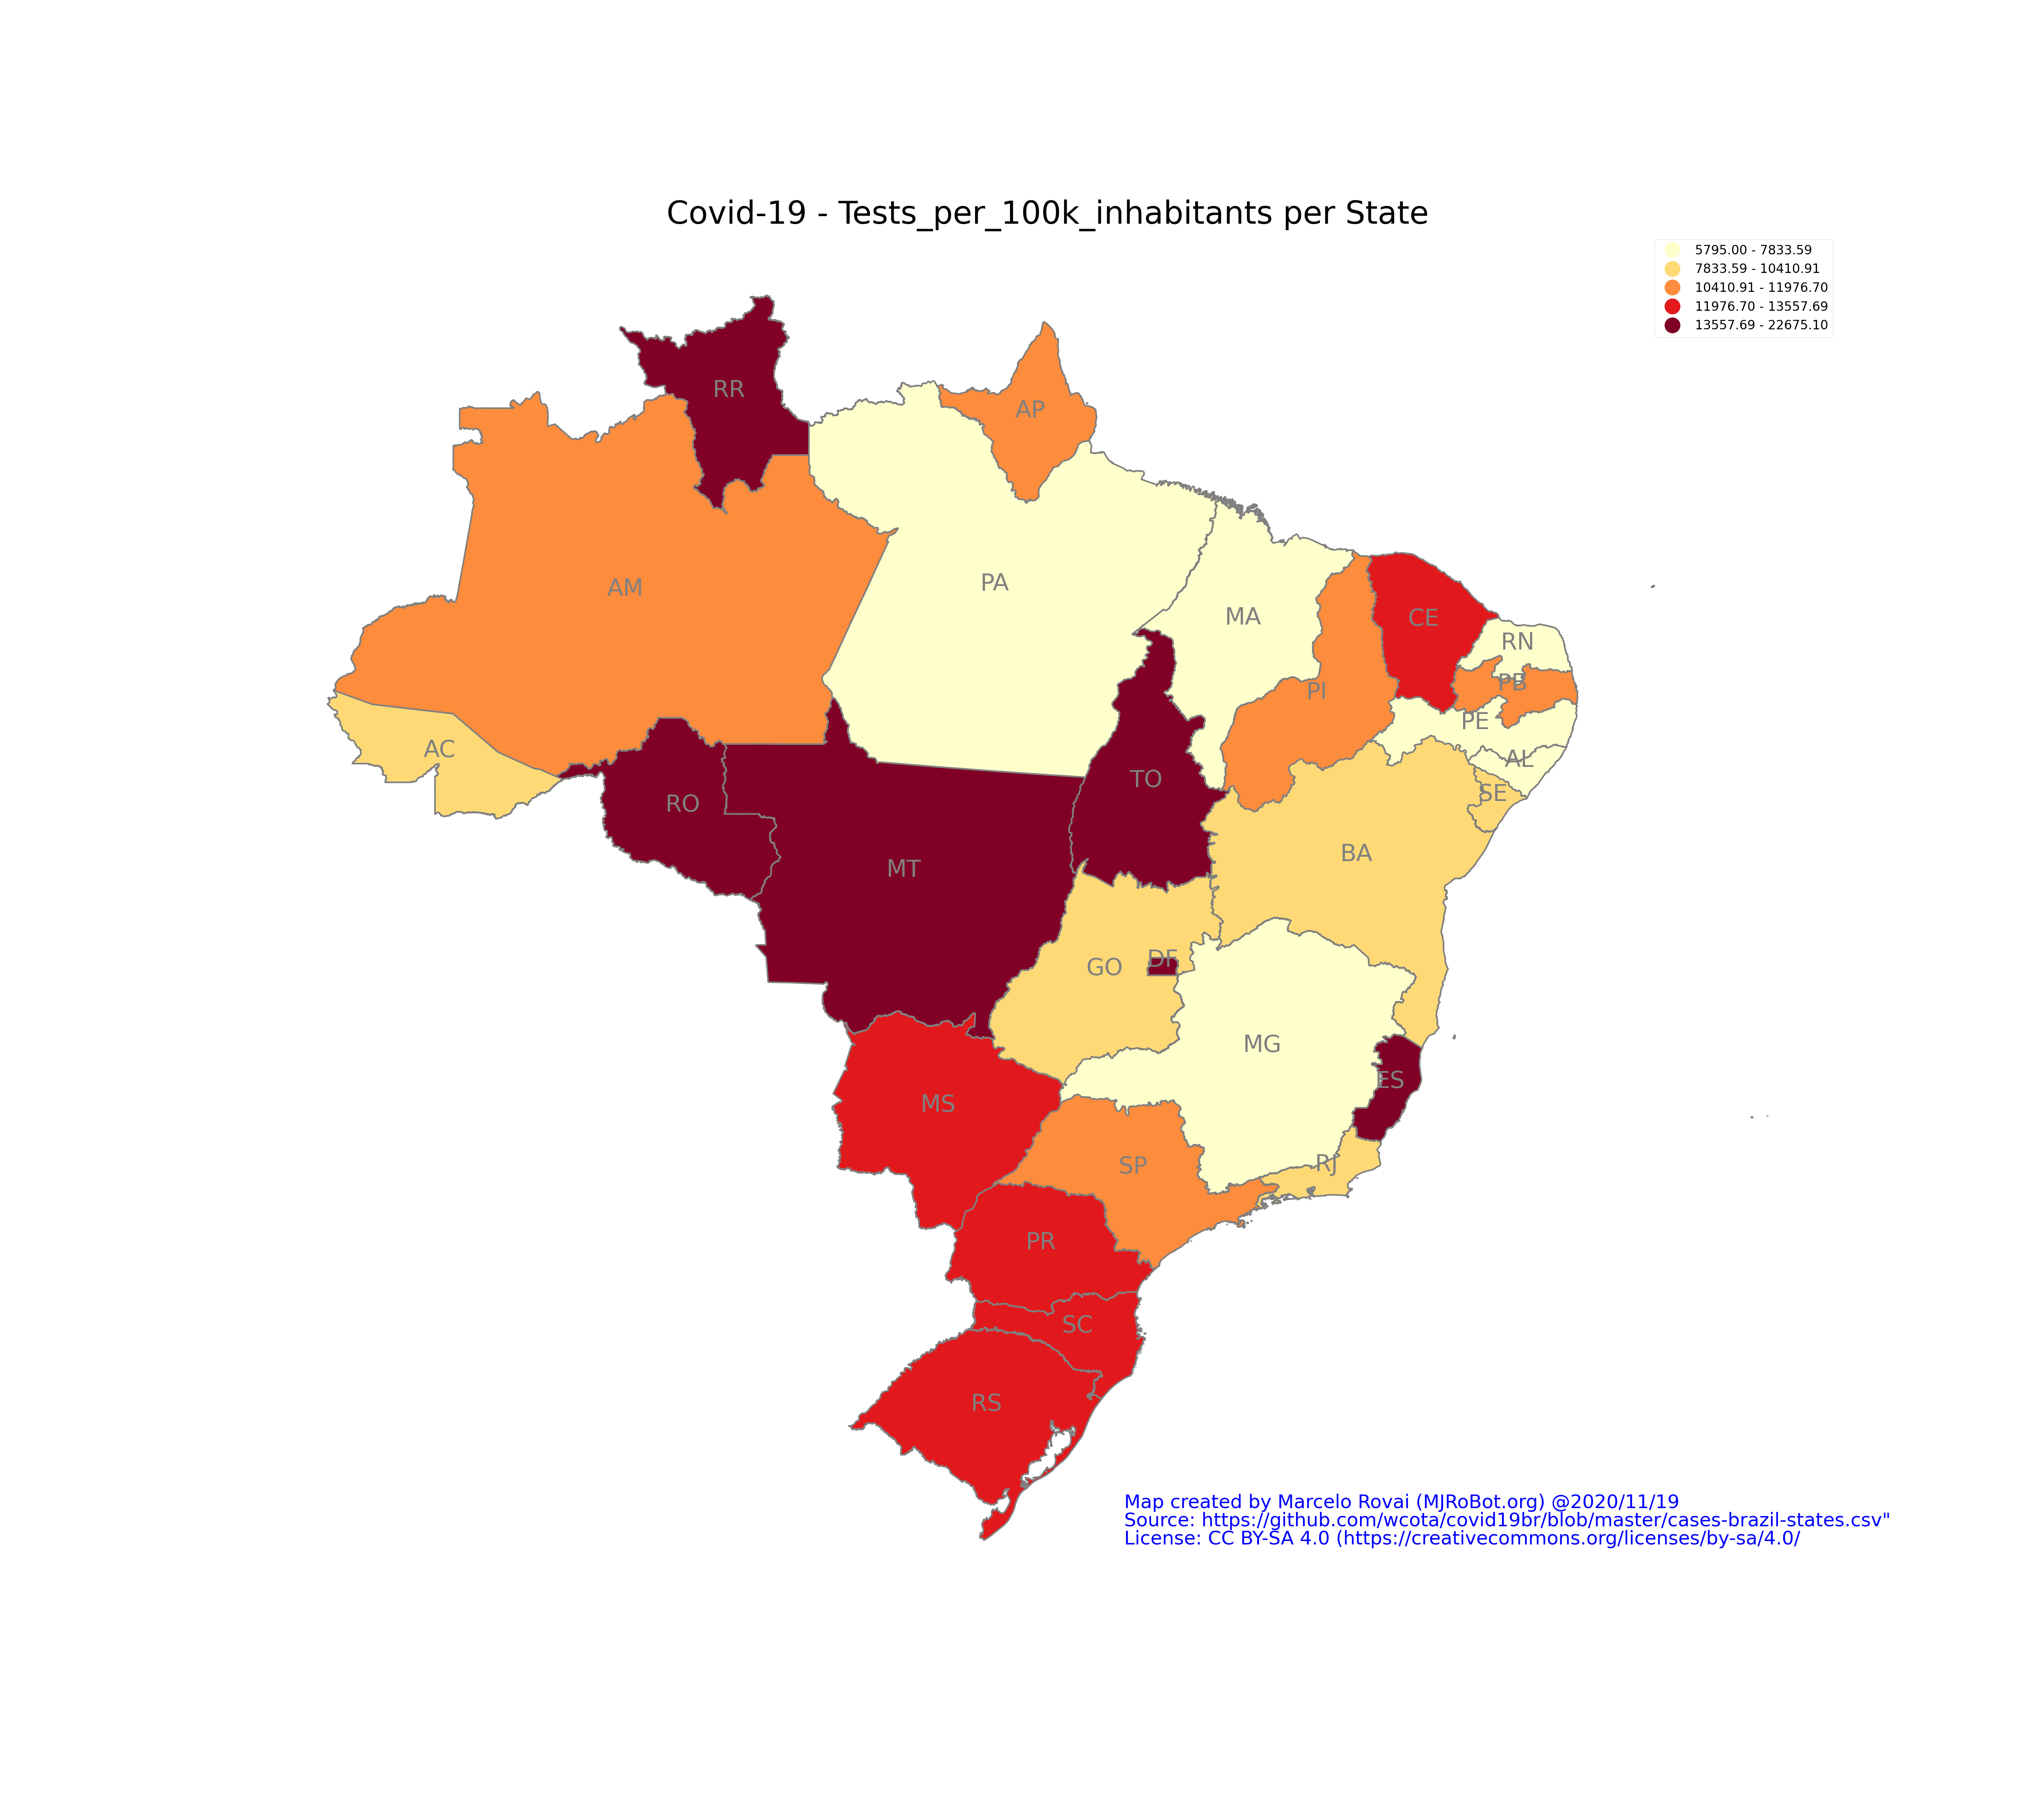 Covid-19 - Tests_per_100k_inhabitants per State
5795.00 - 7833.59
7833.59 - 10410.91
10410.91 - 11976.70
11976.70 - 13557.69
13557.69 - 22675.10
RR
AP
AM
PA
MA
CE
RN
PB
PI
PE
AC
AL
TO
SE
RO
BA
MT
DF
GO
MG
ES
MS
RJ
SP
PR
SC
RS
Map created by Marcelo Rovai (MJRoBot.org) @2020/11/19
Source: https://github.com/wcota/covid19br/blob/master/cases-brazil-states.csv"
License: CC BY-SA 4.0 (https://creativecommons.org/licenses/by-sa/4.0/